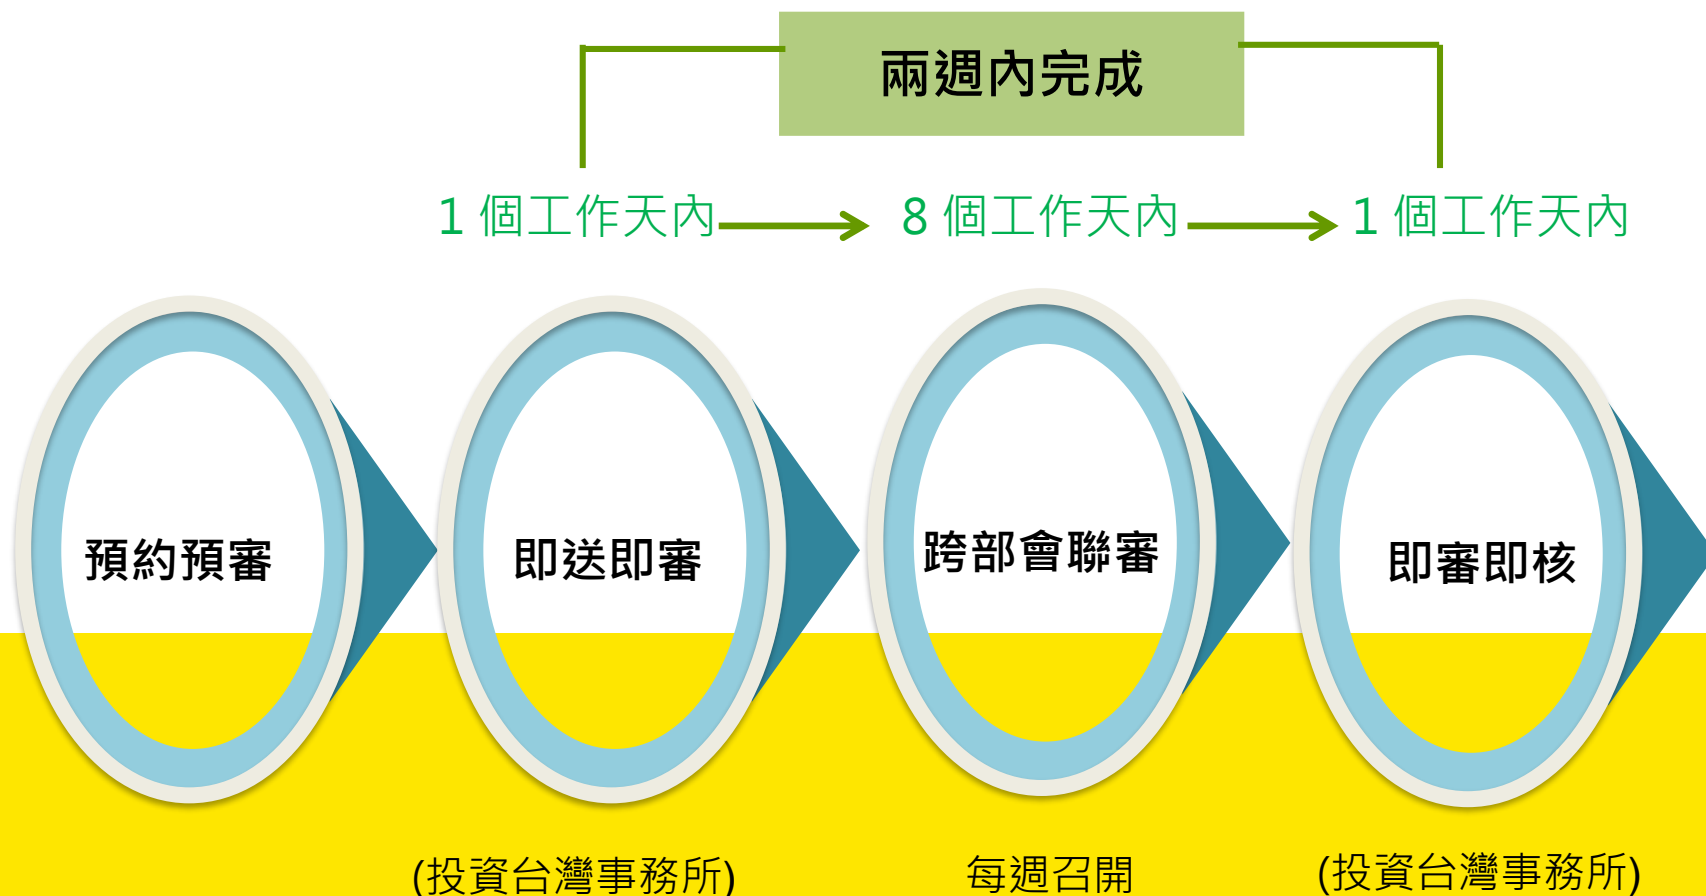 兩週內完成
1 個工作天內
8 個工作天內
1 個工作天內
預約預審
即送即審
跨部會聯審
即審即核
(投資台灣事務所)
每週召開
(投資台灣事務所)